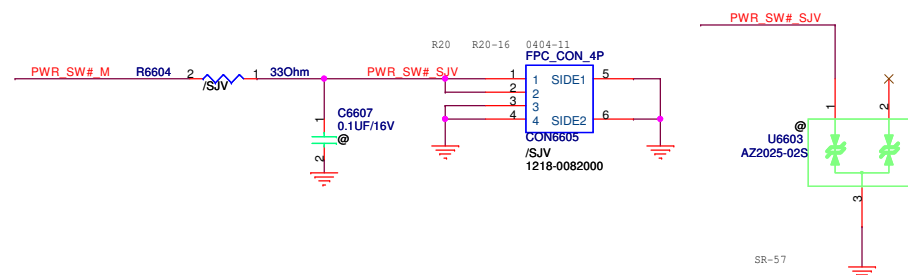 PWR_SW#_SJV
R20 R20-16 0404-11
FPC_CON_4P
PWR_SW#_M R6604 2 1 33Ohm PWR_SW#_SJV
/SJV
1 1 SIDE1 5
2 2
3 3
4 4 SIDE2 6
CON6605
/SJV
1218-0082000
1
C6607
0.1UF/16V
@
2
1 2
@
U6603
AZ2025-02S
3
SR-57